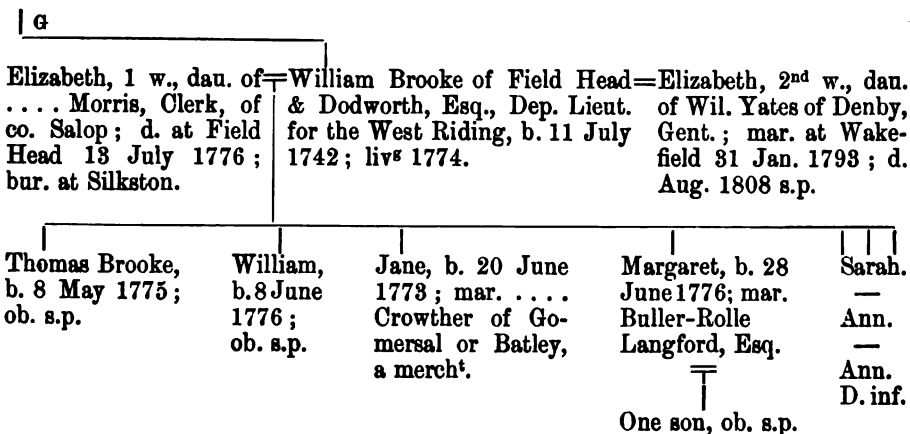 G
Elizabeth, 1 w., dau. of
.... Morris, Clerk, of
co. Salop ; d. at Field
Head 13 July 1776 ;
bur. at Silkston.
William Brooke of Field Head
& Dodworth, Esq., Dep. Lieut.
for the West Riding, b. 11 July
1742 ; livᵍ 1774.
Elizabeth, 2ⁿᵈ w., dau.
of Wil. Yates of Denby,
Gent. ; mar. at Wake-
field 31 Jan. 1793 ; d.
Aug. 1808 s.p.
Thomas Brooke,
b. 8 May 1775 ;
ob. s.p.
William,
b. 8 June
1776 ;
ob. s.p.
Jane, b. 20 June
1773 ; mar. ....
Crowther of Go-
mersal or Batley,
a mercht.
Margaret, b. 28
June 1776; mar.
Buller-Rolle
Langford, Esq.
One son, ob. s.p.
Sarah.
—
Ann.
—
Ann.
D. inf.